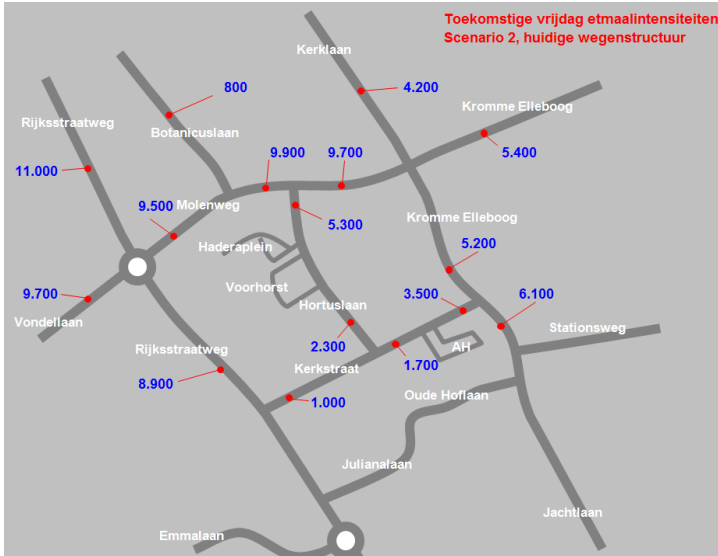 Toekomstige vrijdag etmaalintensiteiten
Scenario 2, huidige wegenstructuur
Kerklaan
800
4.200
Kromme Elleboog
Rijksstraatweg
Botanicuslaan
9.900
9.700
5.400
11.000
9.500
Molenweg
5.300
Kromme Elleboog
Haderaplein
5.200
Voorhorst
9.700
Hortuslaan
3.500
6.100
Vondellaan
Stationsweg
2.300
AH
Rijksstraatweg
Kerkstraat
1.700
8.900
1.000
Oude Hoflaan
Julianalaan
Jachtlaan
Emmalaan